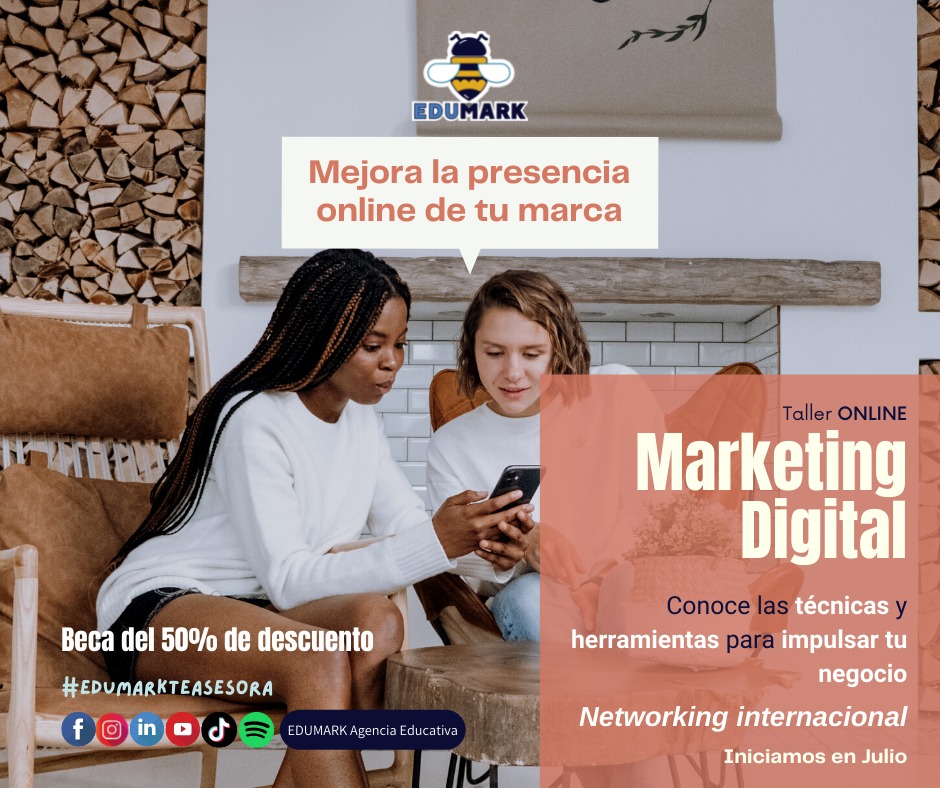 EDUMARK
Mejora la presencia
online de tu marca
Taller ONLINE
Marketing
Digital
Conoce las técnicas y
herramientas para impulsar tu
negocio
Networking internacional
Iniciamos en Julio
Beca del 50% de descuento
#EDUMARKTEASESORA
EDUMARK Agencia Educativa